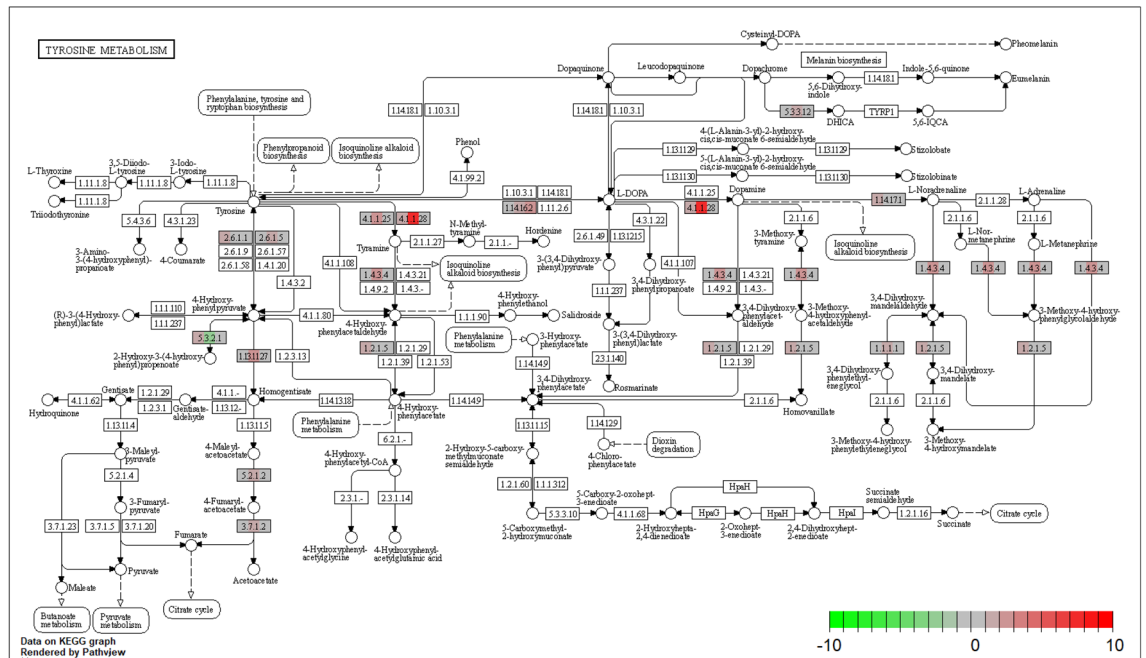 TYROSINE METABOLISM
Cysteinyl-DOPA
Pheomelanin
Melanin biosynthesis
Dopaquinone
Leucodopaquinone
Dopachrome
5,6-Dihydroxy-
indole
1.14.18.1
Indole-5,6-quinone
Eumelanin
5.3.3.12
DHICA
TYRP1
5,6-IQCA
Phenylalanine, tyrosine and
ryptophan biosynthesis
1.14.18.1
1.10.3.1
1.14.18.1
1.10.3.1
Phenylpropanoid
biosynthesis
Isoquinoline alkaloid
biosynthesis
Phenol
4.1.99.2
4-(L-Alanin-3-yl)-2-hydroxy-
cis,cis-muconate 6-semialdehyde
1.13.11.29
1.13.11.29
Stizolobate
5-(L-Alanin-3-yl)-2-hydroxy-
cis,cis-muconate 6-semialdehyde
1.13.11.30
1.13.11.30
Stizolobinate
L-Thyroxine
3,5-Diiodo-
L-tyrosine
3-Iodo-
L-tyrosine
1.11.1.8
1.11.1.8
1.11.1.8
1.11.1.8
Triiodothyronine
Tyrosine
1.10.3.1
1.14.18.1
1.14.16.2
1.11.2.6
L-DOPA
4.1.1.25
4.1.1.28
Dopamine
1.14.17.1
L-Noradrenaline
2.1.1.28
L-Adrenaline
5.4.3.6
4.3.1.23
3-Amino-
3-(4-hydroxyphenyl)-
propanoate
4-Coumarate
2.6.1.1
2.6.1.5
2.6.1.9
2.6.1.57
2.6.1.58
1.4.1.20
1.4.3.2
4.1.1.25
4.1.1.28
Tyramine
N-Methyl-
tyramine
Hordenine
2.1.1.27
2.1.1.-
4.1.1.108
Isoquinoline
alkaloid biosynthesis
1.4.3.4
1.4.3.21
1.4.9.2
1.4.3.-
2.6.1.49
1.13.12.15
4.3.1.22
3-(3,4-Dihydroxy-
phenyl)pyruvate
3,4-Dihydroxy-
phenylpropanoate
1.1.1.237
4.1.1.107
2.1.1.6
3-Methoxy-
tyramine
Isoquinoline
alkaloid biosynthesis
1.4.3.4
1.4.3.21
1.4.9.2
1.4.3.-
1.4.3.4
2.1.1.6
L-Nor-
metanephrine
2.1.1.6
L-Metanephrine
1.4.3.4
1.4.3.4
1.4.3.4
1.4.3.4
1.1.1.110
1.1.1.237
(R)-3-(4-Hydroxy-
phenyl)lactate
4-Hydroxy-
phenylpyruvate
4.1.1.80
4-Hydroxy-
phenylacetaldehyde
1.1.1.90
4-Hydroxy-
phenylethanol
Salidroside
3-(3,4-Dihydroxy-
phenyl)lactate
2.3.1.140
Rosmarinate
3,4-Dihydroxy-
phenylacet-
aldehyde
3-Methoxy-4-
hydroxyphenyl-
acetaldehyde
3,4-Dihydroxy-
mandelaldehyde
3-Methoxy-4-hydroxy-
phenylglycolaldehyde
5.3.2.1
2-Hydroxy-3-(4-hydroxy-
phenyl)propenoate
1.13.11.27
1.2.3.13
1.2.1.5
1.2.1.29
1.2.1.39
1.2.1.53
Phenylalanine
metabolism
3-Hydroxy-
phenylacetate
1.14.14.9
1.2.1.5
1.2.1.29
1.2.1.39
1.2.1.5
1.1.1.1
1.2.1.5
1.2.1.5
3,4-Dihydroxy-
phenylethyl-
eneglycol
3,4-Dihydroxy-
mandelate
Hydroquinone
4.1.1.62
Gentisate
1.2.1.29
1.2.3.1
Gentisate-
aldehyde
4.1.1.-
1.13.12.-
Homogentisate
1.14.13.18
4-Hydroxy-
phenylacetate
1.14.14.9
3,4-Dihydroxy-
phenylacetate
2.1.1.6
Homovanillate
2.1.1.6
2.1.1.6
2.1.1.6
3-Methoxy-4-hydroxy-
phenylethyleneglycol
3-Methoxy-
4-hydroxymandelate
Phenylalanine
metabolism
1.13.11.4
1.13.11.5
6.2.1.-
1.13.11.15
1.14.12.9
4-Chloro-
phenylacetate
Dioxin
degradation
3-Maleyl-
pyruvate
4-Maleyl-
acetoacetate
4-Hydroxy-
phenylacetyl-CoA
2-Hydroxy-5-carboxy-
methylmuconate
semialdehyde
5.2.1.4
5.2.1.2
2.3.1.-
2.3.1.14
1.2.1.60
1.1.1.312
3-Fumaryl-
pyruvate
4-Fumaryl-
acetoacetate
5-Carboxy-2-oxohept-
3-enedioate
HpaH
Succinate
semialdehyde
3.7.1.23
3.7.1.5
3.7.1.20
3.7.1.2
5.3.3.10
4.1.1.68
HpaG
HpaH
HpaI
1.2.1.16
Succinate
Citrate cycle
5-Carboxymethyl-
2-hydroxymuconate
2-Hydroxyhepta-
2,4-dienedioate
2-Oxohept-
3-enedioate
2,4-Dihydroxyhept-
2-enedioate
4-Hydroxyphenyl-
acetylglycine
4-Hydroxyphenyl-
acetylglutamic acid
Fumarate
Pyruvate
Acetoacetate
Maleate
Citrate cycle
Butanoate
metabolism
Pyruvate
metabolism
Data on KEGG graph
Rendered by Pathview
-10
0
10